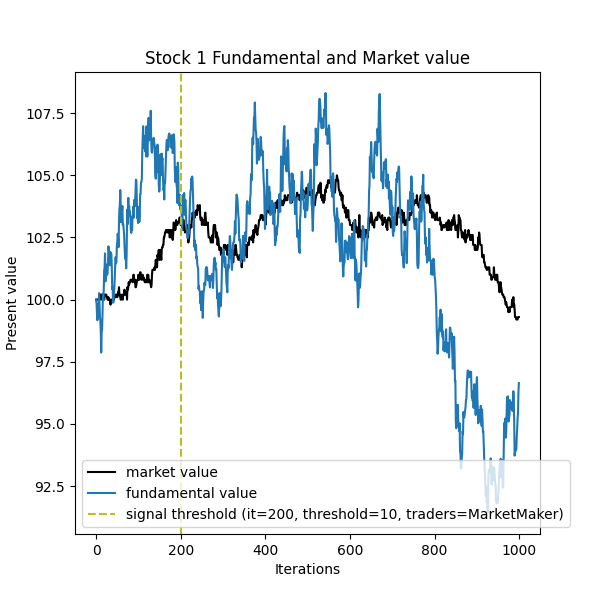 Stock 1 Fundamental and Market value
Present value
107.5
105.0
102.5
100.0
97.5
95.0
92.5
market value
fundamental value
signal threshold (it=200, threshold=10, traders=MarketMaker)
0 200 400 600 800 1000
Iterations